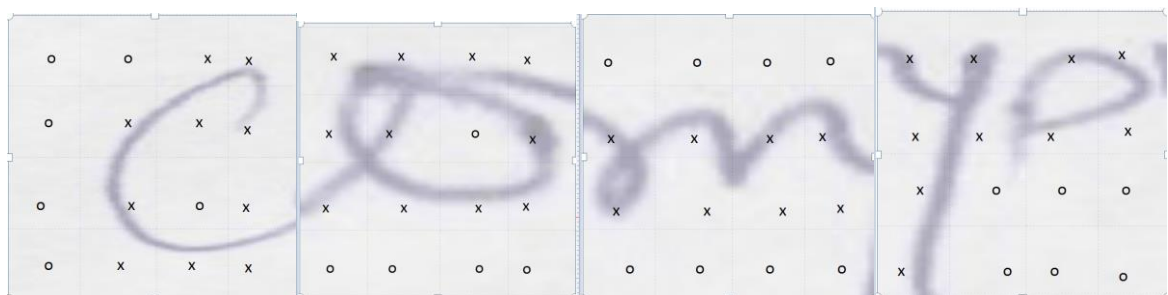 o o x x x x x x o o o o x x x x
Comp
o x x x x x o x x x x x x x x x
o x o x x x x x x x x x x o o o
o x x x o o o o o o o o x o o o